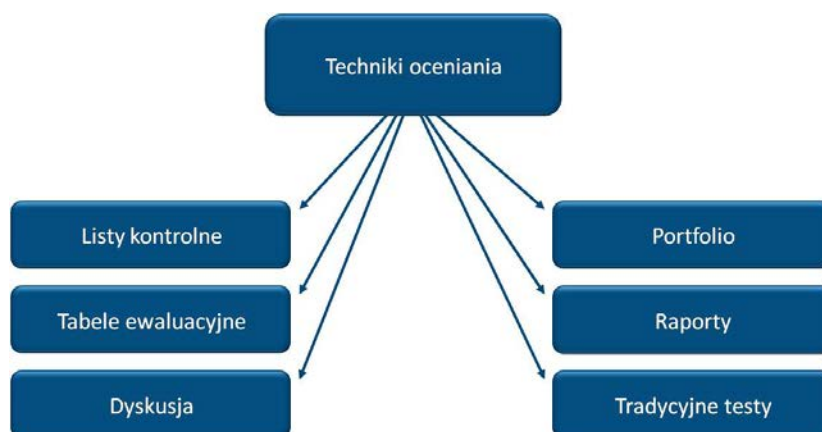 Techniki oceniania
Listy kontrolne
Tabele ewaluacyjne
Dyskusja
Portfolio
Raporty
Tradycyjne testy